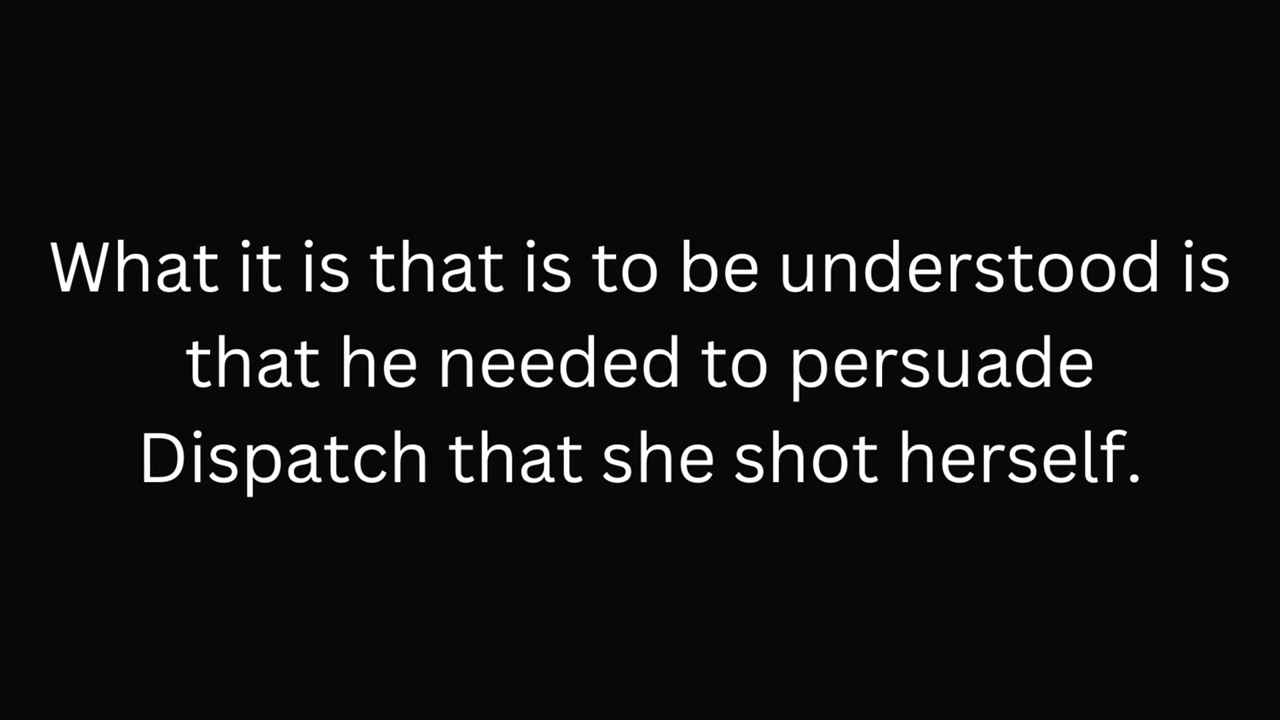 What it is that is to be understood is
that he needed to persuade
Dispatch that she shot herself.